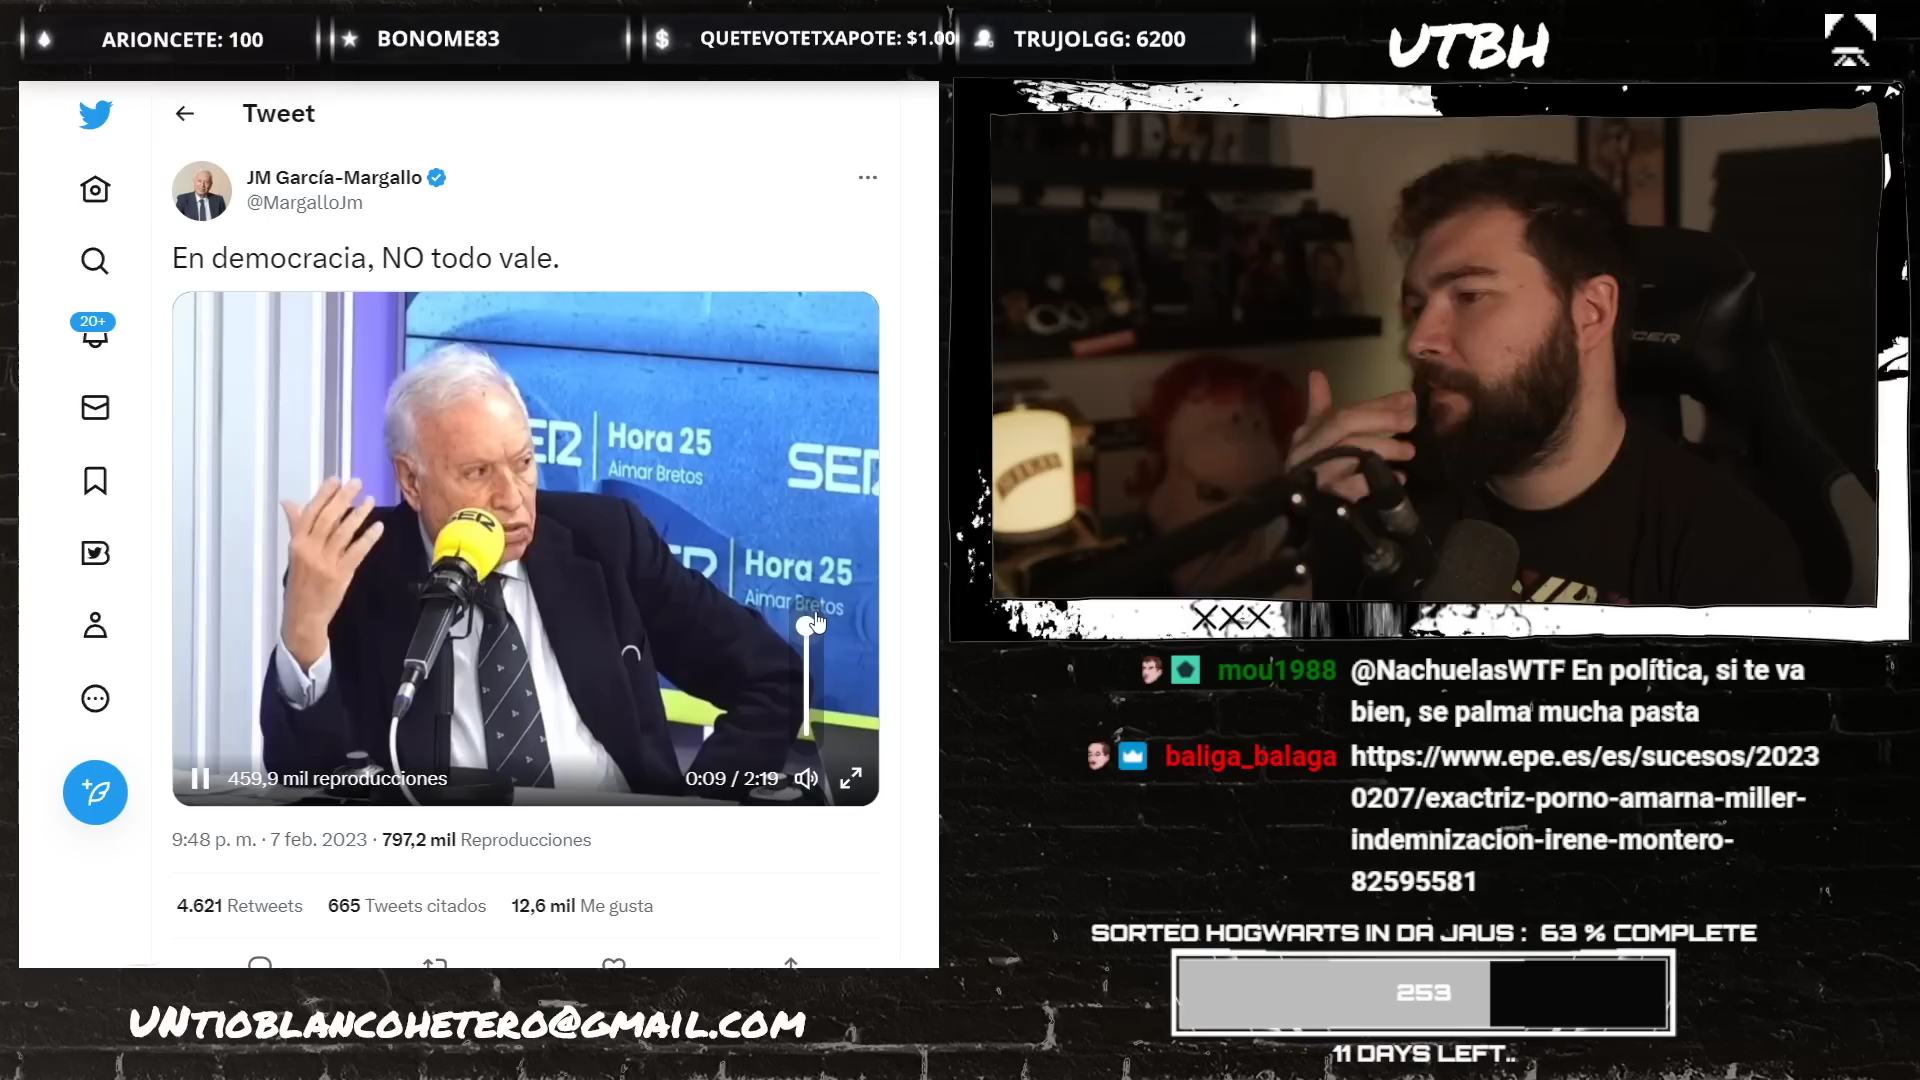 ARIONCETE: 100
BONOME83
QUETEVOTETXAPOTE: $1.00
TRUJOLGG: 6200
UTBH
Tweet
JM García-Margallo
@MargalloJm
En democracia, NO todo vale.
20+
Hora 25
Aimar Bretos
SER
Hora 25
Aimar Bretos
SER
459,9 mil reproducciones
0:09 / 2:19
9:48 p. m. · 7 feb. 2023 · 797,2 mil Reproducciones
4.621 Retweets 665 Tweets citados 12,6 mil Me gusta
UNTIOBLANCOHETERO@GMAIL.COM
XXX
mou1988 @NachuelasWTF En política, si te va
bien, se palma mucha pasta
baliga_balaga https://www.epe.es/es/sucesos/2023
0207/exactriz-porno-amarna-miller-
indemnizacion-irene-montero-
82595581
SORTEO HOGWARTS IN DA JAUS : 63 % COMPLETE
253
11 DAYS LEFT..